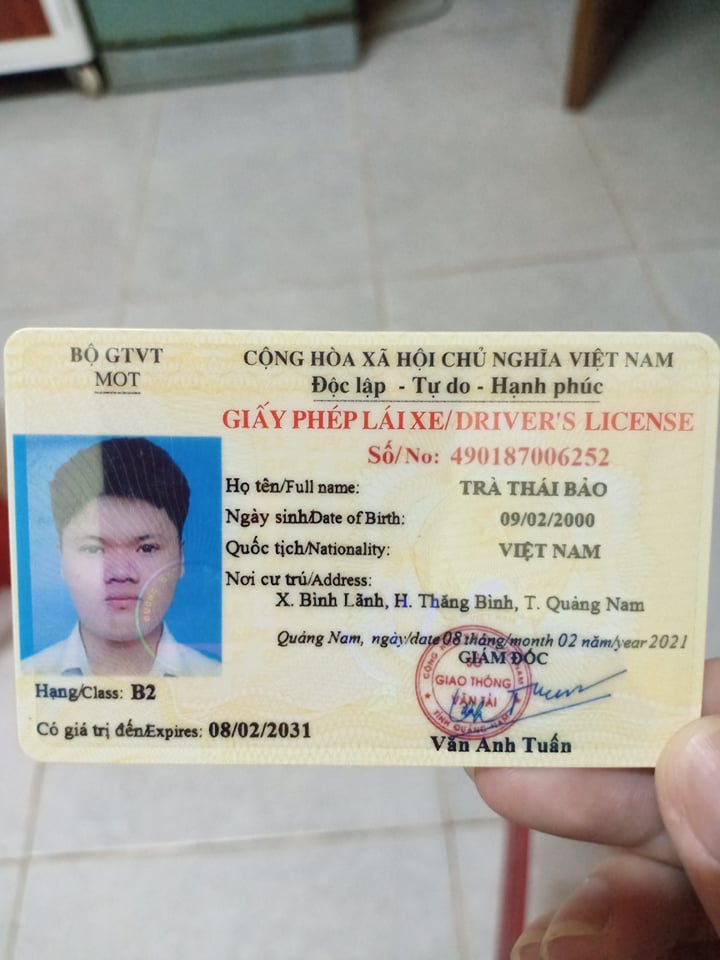 BỘ GTVT
MOT
CỘNG HÒA XÃ HỘI CHỦ NGHĨA VIỆT NAM
Độc lập - Tự do - Hạnh phúc
GIẤY PHÉP LÁI XE/DRIVER'S LICENSE
Số/No: 490187006252
Họ tên/Full name: TRÀ THÁI BẢO
Ngày sinh/Date of Birth: 09/02/2000
Quốc tịch/Nationality: VIỆT NAM
Nơi cư trú/Address:
X. Bình Lãnh, H. Thăng Bình, T. Quảng Nam
Quảng Nam, ngày/date 08 tháng/month 02 năm/year 2021
GIÁM ĐỐC
SỞ
GIAO THÔNG
VẬN TẢI
TỈNH QUẢNG NAM
Văn Anh Tuấn
Hạng/Class: B2
Có giá trị đến/Expires: 08/02/2031